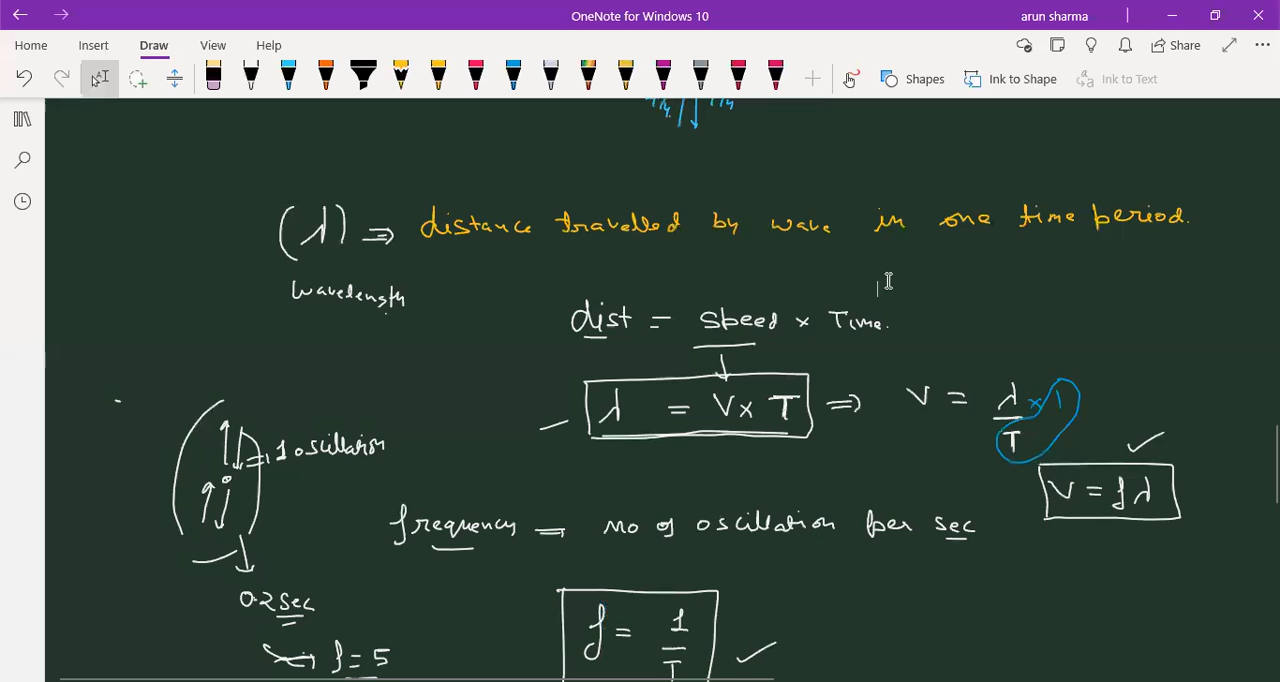 OneNote for Windows 10
arun sharma
Home Insert Draw View Help
Share
Shapes Ink to Shape Ink to Text
(λ) ⇒ distance travelled by wave in one time period.
wavelength
dist = speed × Time.
λ = V× T ⇒ V = λ/T × 1
1 oscillation
V = fλ
frequency = no of oscillation per sec
0.2 sec
f = 1/T
f = 5